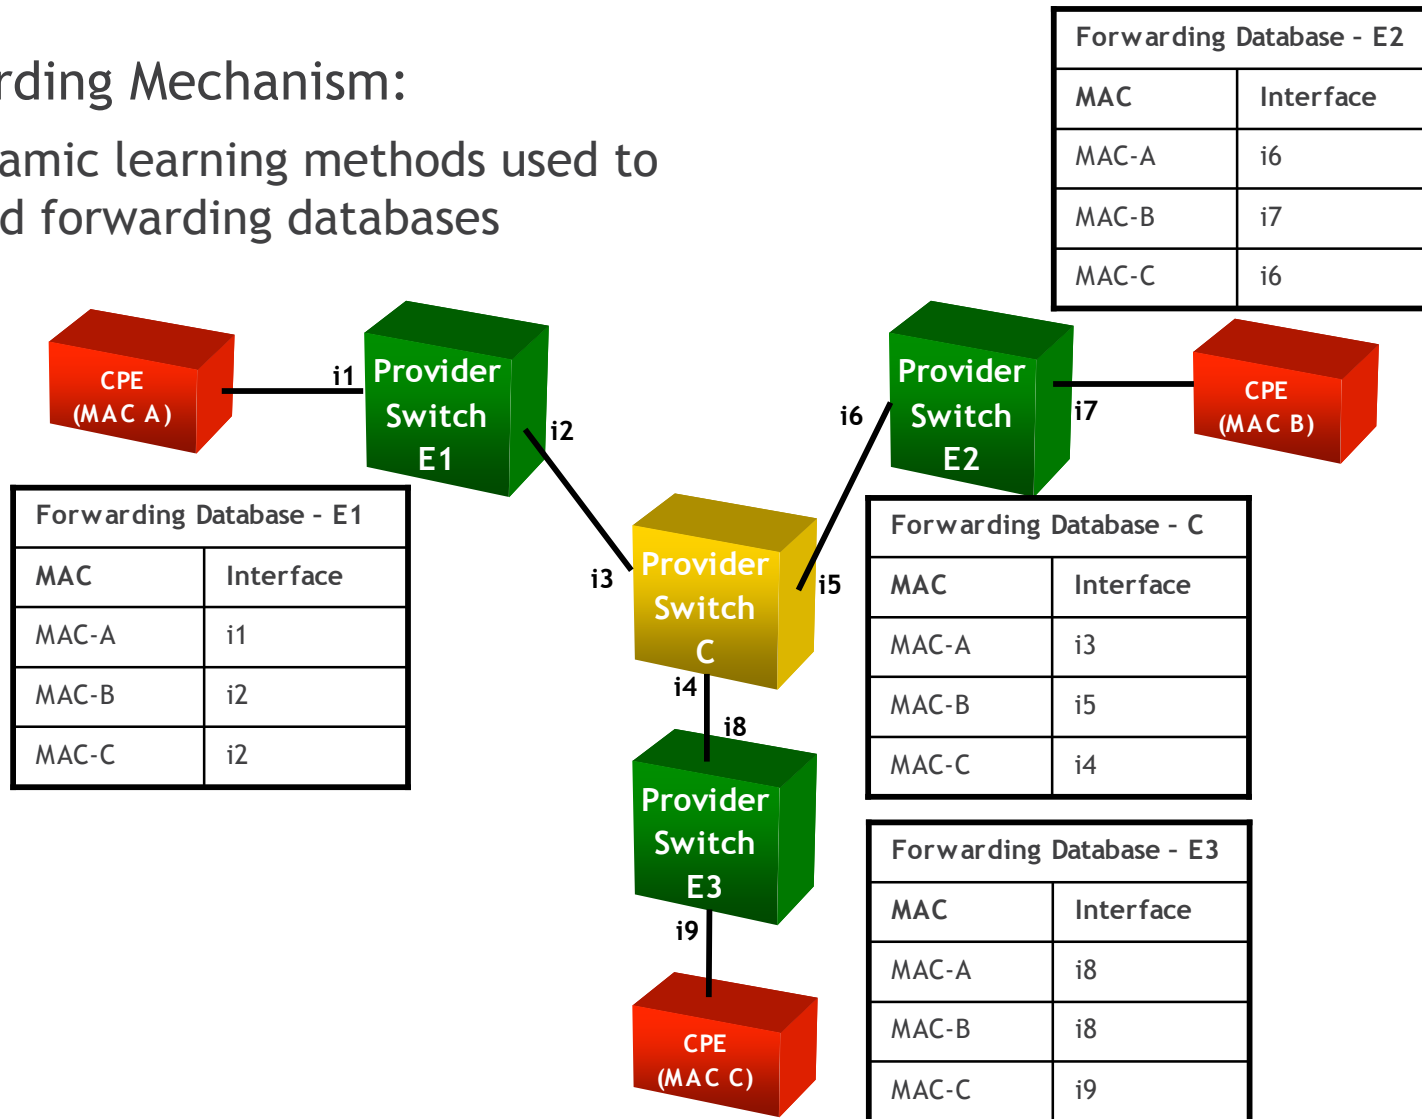 rding Mechanism:
amic learning methods used to
d forwarding databases
Forwarding Database – E2
MAC Interface
MAC-A i6
MAC-B i7
MAC-C i6
CPE
(MAC A)
i1
Provider
Switch
E1
i2
i6
Provider
Switch
E2
i7
CPE
(MAC B)
Forwarding Database – E1
MAC Interface
MAC-A i1
MAC-B i2
MAC-C i2
i3
Provider
Switch
C
i5
i4
Forwarding Database – C
MAC Interface
MAC-A i3
MAC-B i5
MAC-C i4
i8
Provider
Switch
E3
i9
CPE
(MAC C)
Forwarding Database – E3
MAC Interface
MAC-A i8
MAC-B i8
MAC-C i9